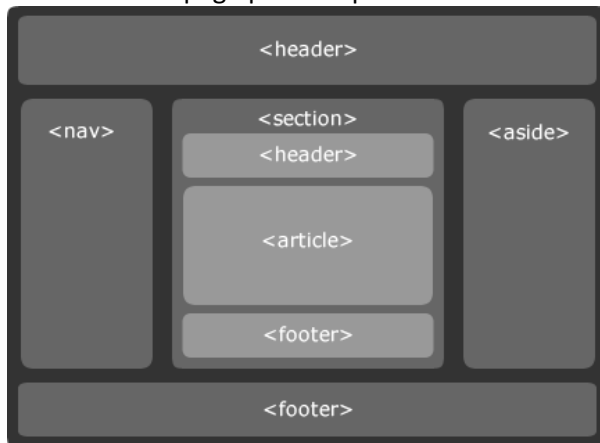 <header>
<nav>
<section>
<header>
<article>
<footer>
<aside>
<footer>